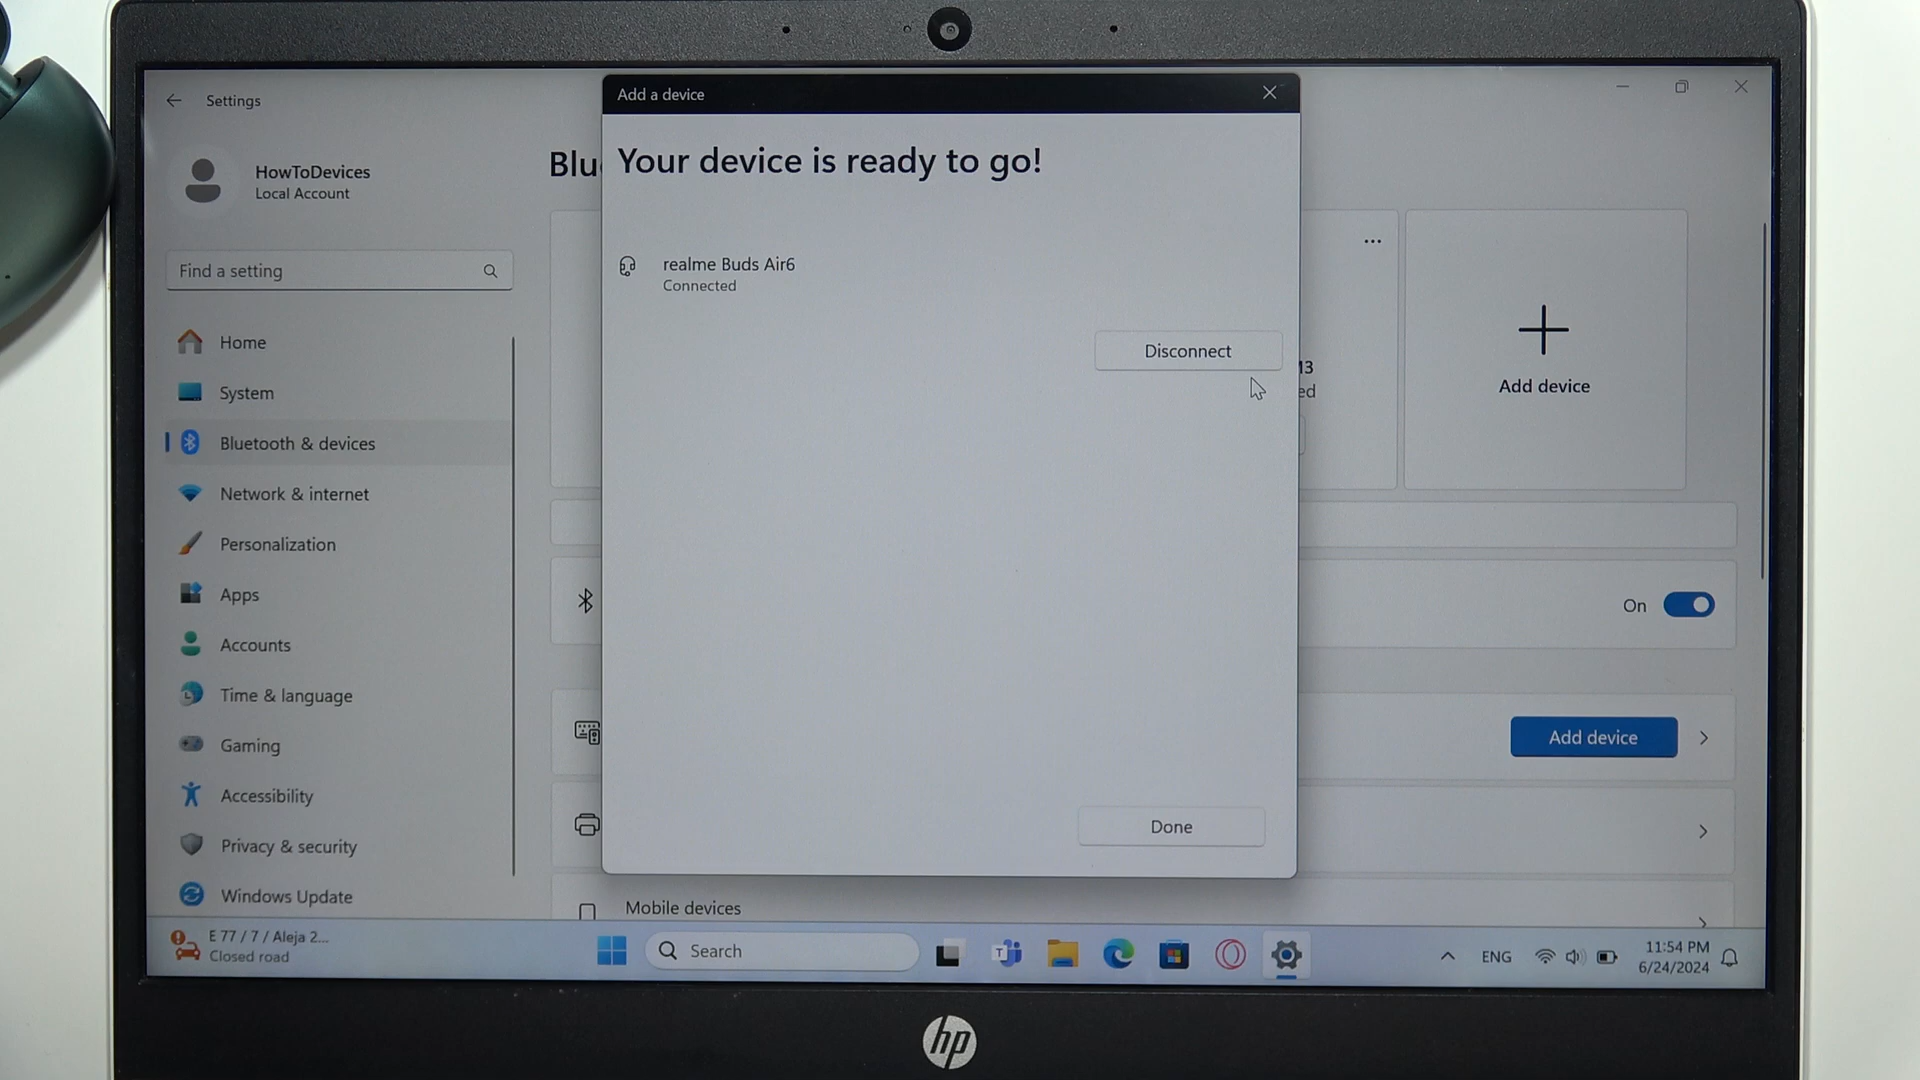 Settings
HowToDevices
Local Account
Find a setting
Home
System
Bluetooth & devices
Network & internet
Personalization
Apps
Accounts
Time & language
Gaming
Accessibility
Privacy & security
Windows Update
Blu
Add a device
Your device is ready to go!
realme Buds Air6
Connected
Disconnect
Done
...
13
ed
Add device
On
Add device
Mobile devices
E 77 / 7 / Aleja 2...
Closed road
Search
ENG
11:54 PM
6/24/2024
hp